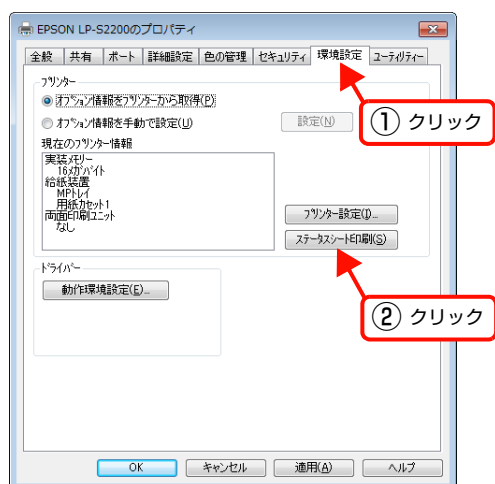 EPSON LP-S2200のプロパティ
全般 共有 ポート 詳細設定 色の管理 セキュリティ 環境設定 ユーティリティー
プリンター
オプション情報をプリンターから取得(P)
オプション情報を手動で設定(U)
設定(N)
① クリック
現在のプリンター情報
実装メモリー
16メガバイト
給紙装置
MPトレイ
用紙カセット1
両面印刷ユニット
なし
プリンター設定(I)...
ステータスシート印刷(S)
ドライバー
動作環境設定(E)...
② クリック
OK キャンセル 適用(A) ヘルプ